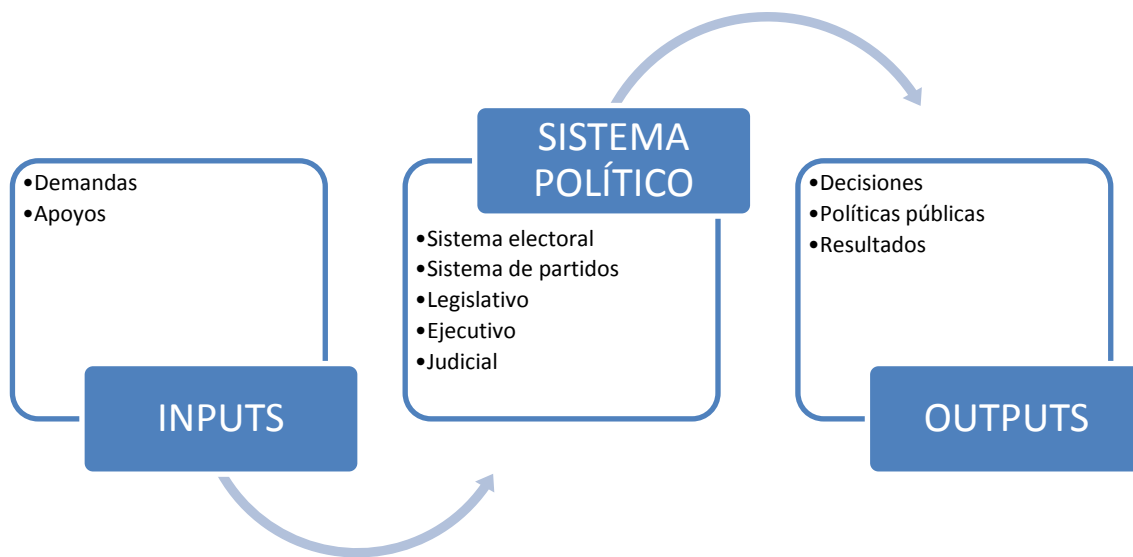 •Demandas
•Apoyos
INPUTS
SISTEMA
POLÍTICO
•Sistema electoral
•Sistema de partidos
•Legislativo
•Ejecutivo
•Judicial
•Decisiones
•Políticas públicas
•Resultados
OUTPUTS